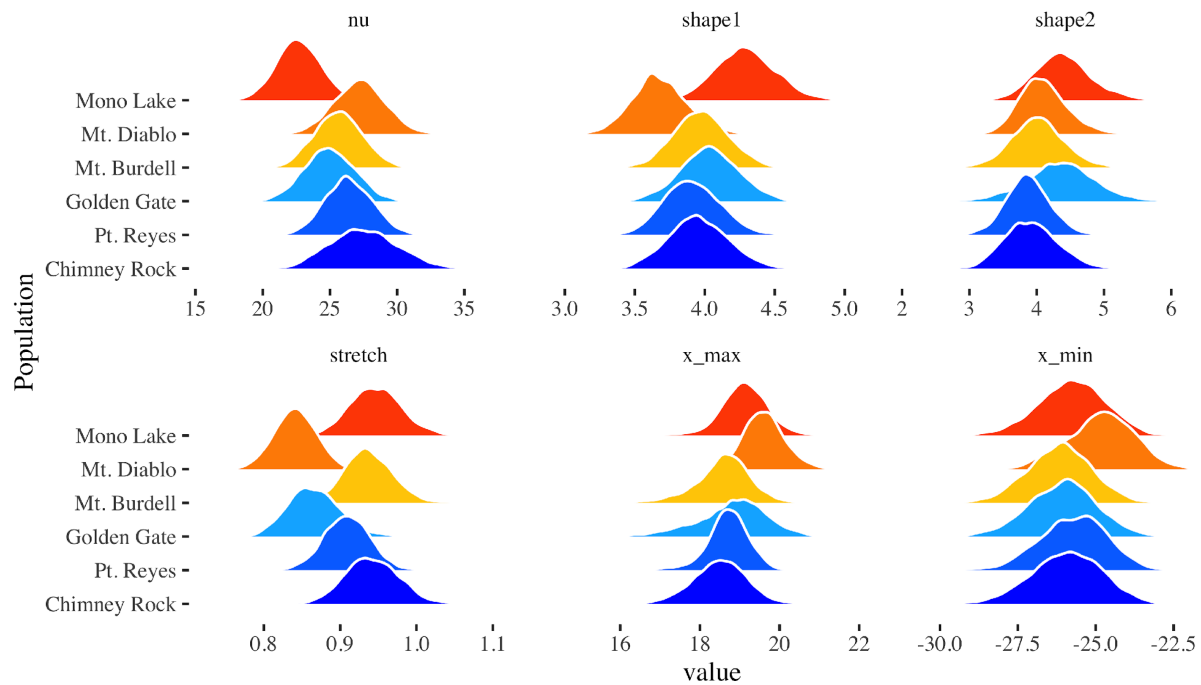 nu shape1 shape2
Mono Lake
Mt. Diablo
Mt. Burdell
Golden Gate
Pt. Reyes
Chimney Rock
15 20 25 30 35 3.0 3.5 4.0 4.5 5.0 2 3 4 5 6
Population
stretch x_max x_min
Mono Lake
Mt. Diablo
Mt. Burdell
Golden Gate
Pt. Reyes
Chimney Rock
0.8 0.9 1.0 1.1 16 18 20 22 -30.0 -27.5 -25.0 -22.5
value